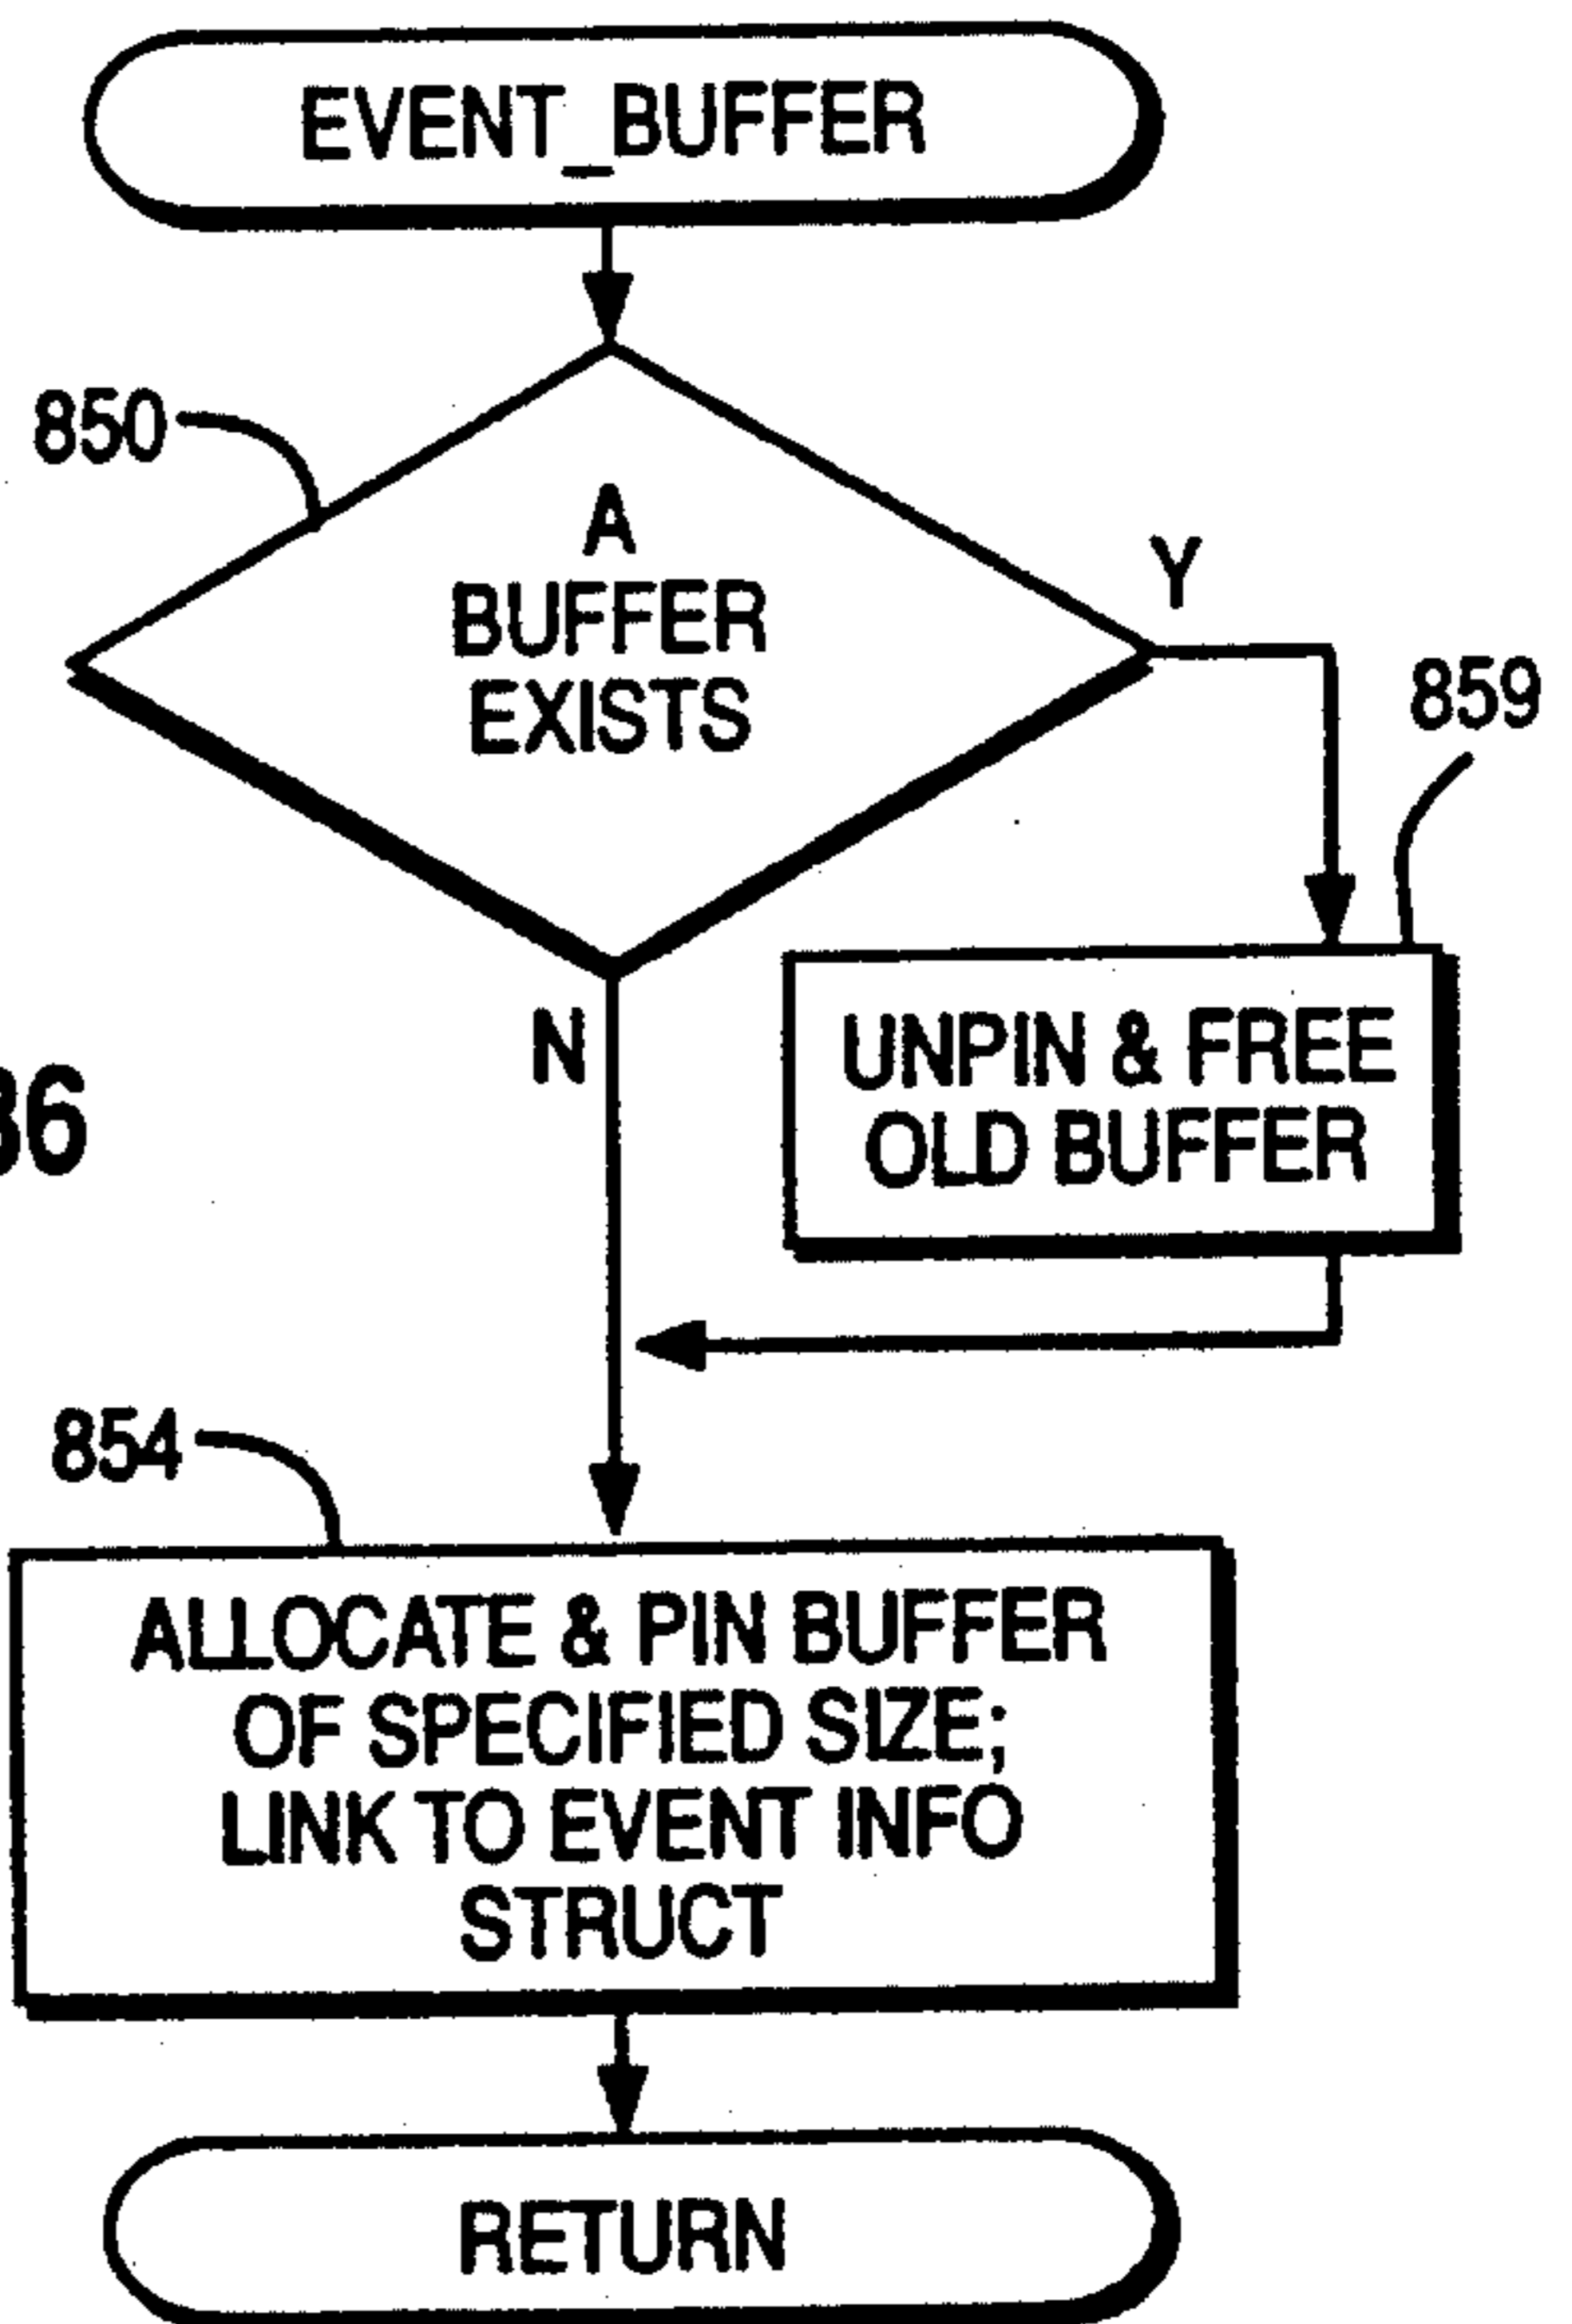 EVENT_BUFFER
850
A
BUFFER
EXISTS
Y
859
N
UNPIN & FREE
OLD BUFFER
36
854
ALLOCATE & PIN BUFFER
OF SPECIFIED SIZE;
LINK TO EVENT INFO
STRUCT
RETURN